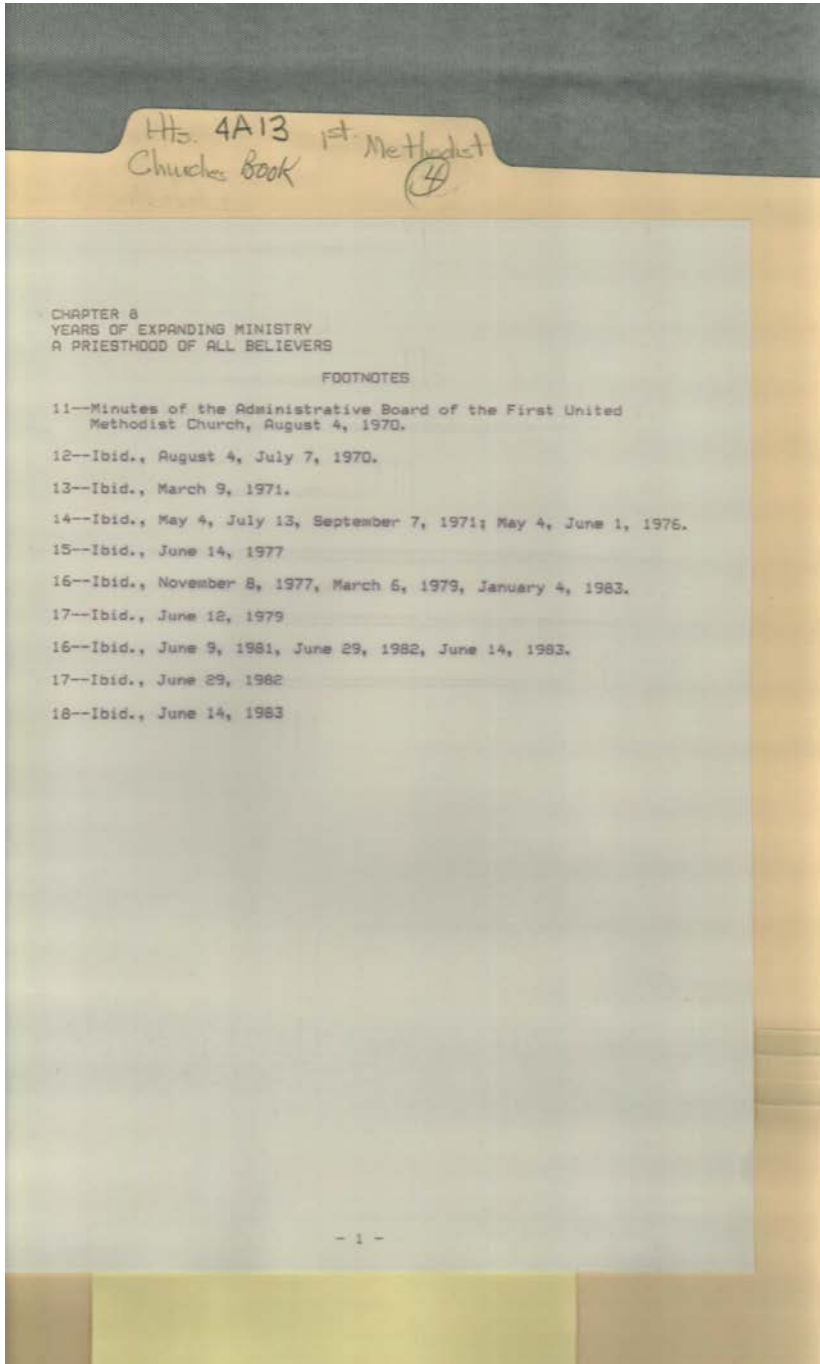 Hts. 4A13 1st. Methodist
Churches Book 4
CHAPTER 8
YEARS OF EXPANDING MINISTRY
A PRIESTHOOD OF ALL BELIEVERS
FOOTNOTES
11--Minutes of the Administrative Board of the First United
Methodist Church, August 4, 1970.
12--Ibid., August 4, July 7, 1970.
13--Ibid., March 9, 1971.
14--Ibid., May 4, July 13, September 7, 1971; May 4, June 1, 1976.
15--Ibid., June 14, 1977
16--Ibid., November 8, 1977, March 6, 1979, January 4, 1983.
17--Ibid., June 12, 1979
16--Ibid., June 9, 1981, June 29, 1982, June 14, 1983.
17--Ibid., June 29, 1982
18--Ibid., June 14, 1983
- 1 -